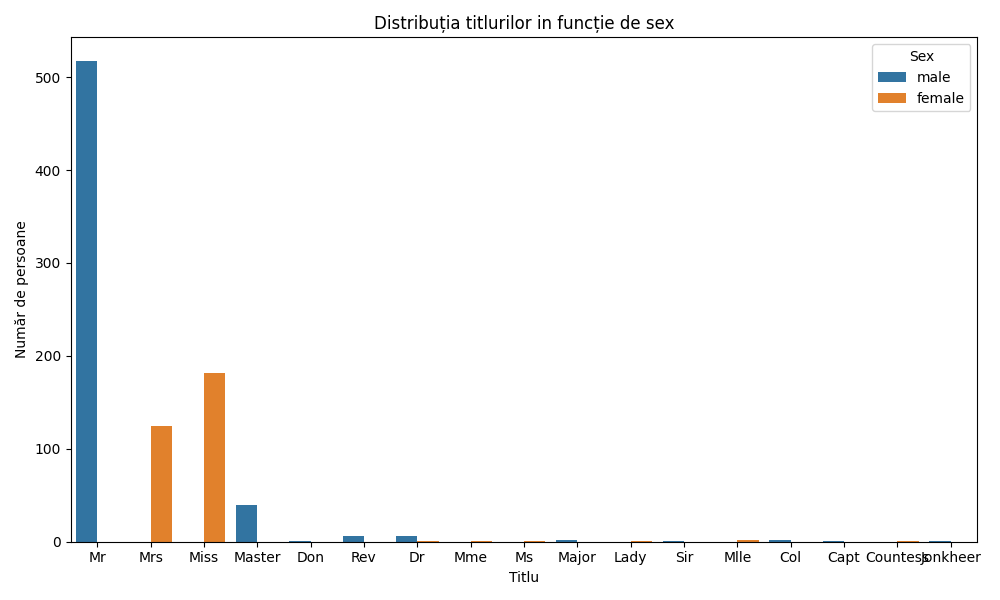 Distribuția titlurilor in funcție de sex
Sex
male
female
Număr de persoane
500
400
300
200
100
0
Mr Mrs Miss Master Don Rev Dr Mme Ms Major Lady Sir Mlle Col Capt Countess Jonkheer
Titlu